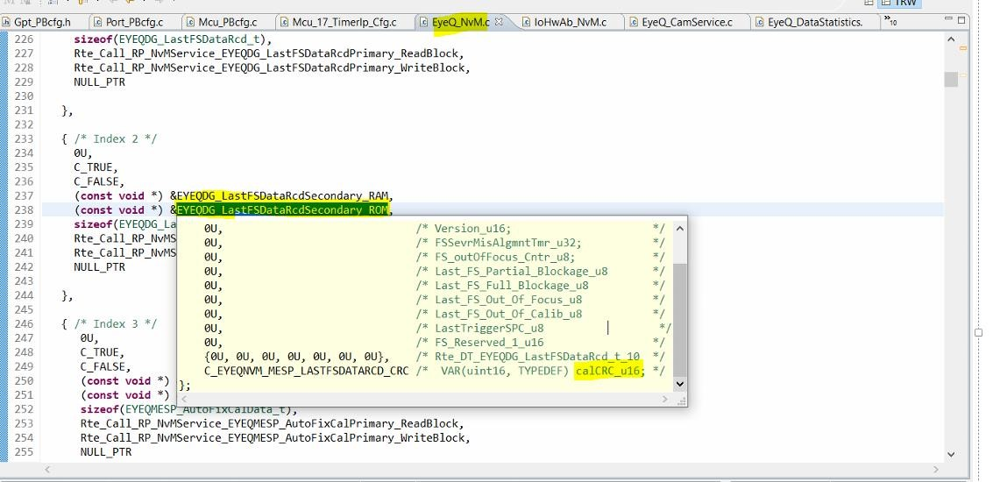 TRW
Gpt_PBcfg.h
Port_PBcfg.c
Mcu_PBcfg.c
Mcu_17_TimerIp_Cfg.c
EyeQ_NvM.c
IoHwAb_NvM.c
EyeQ_CamService.c
EyeQ_DataStatistics.
»10
226 sizeof(EYEQDG_LastFSDataRcd_t),
227 Rte_Call_RP_NvMService_EYEQDG_LastFSDataRcdPrimary_ReadBlock,
228 Rte_Call_RP_NvMService_EYEQDG_LastFSDataRcdPrimary_WriteBlock,
229 NULL_PTR
230
231 },
232
233 { /* Index 2 */
234 0U,
235 C_TRUE,
236 C_FALSE,
237 (const void *) &EYEQDG_LastFSDataRcdSecondary_RAM,
238 (const void *) &EYEQDG_LastFSDataRcdSecondary_ROM,
239 sizeof(EYEQDG_La
240 Rte_Call_RP_NvMS
241 Rte_Call_RP_NvMS
242 NULL_PTR
243
244 },
245
246 { /* Index 3 */
247 0U,
248 C_TRUE,
249 C_FALSE,
250 (const void *)
251 (const void *)
252 sizeof(EYEQMESP_AutoFixCalData_t),
253 Rte_Call_RP_NvMService_EYEQMESP_AutoFixCalPrimary_ReadBlock,
254 Rte_Call_RP_NvMService_EYEQMESP_AutoFixCalPrimary_WriteBlock,
255 NULL_PTR
0U, /* Version_u16; */
0U, /* FSSevrMisAlgmntTmr_u32; */
0U, /* FS_outOfFocus_Cntr_u8; */
0U, /* Last_FS_Partial_Blockage_u8 */
0U, /* Last_FS_Full_Blockage_u8 */
0U, /* Last_FS_Out_Of_Focus_u8 */
0U, /* Last_FS_Out_Of_Calib_u8 */
0U, /* LastTriggerSPC_u8 */
0U, /* FS_Reserved_1_u16 */
{0U, 0U, 0U, 0U, 0U, 0U, 0U}, /* Rte_DT_EYEQDG_LastFSDataRcd_t_10 */
C_EYEQNVM_MESP_LASTFSDATARCD_CRC /* VAR(uint16, TYPEDEF) calCRC_u16; */
};